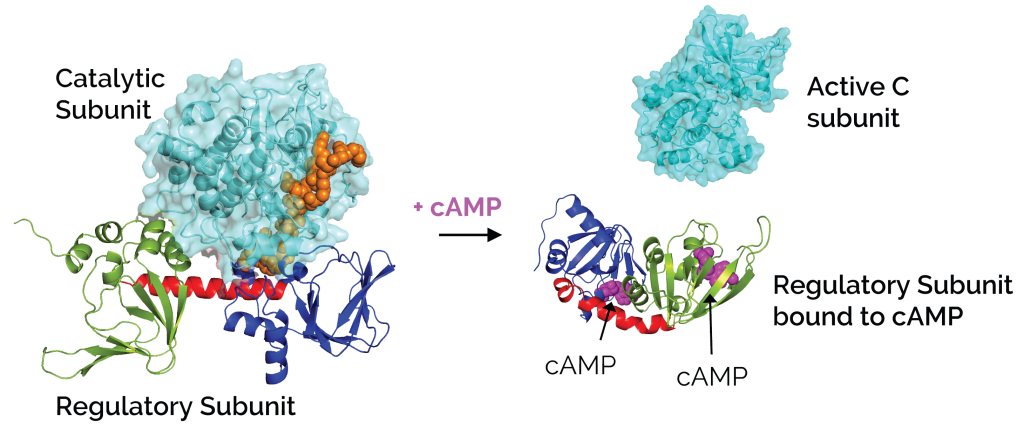 Catalytic
Subunit
Regulatory Subunit
+ cAMP
Active C
subunit
Regulatory Subunit
bound to cAMP
cAMP
cAMP